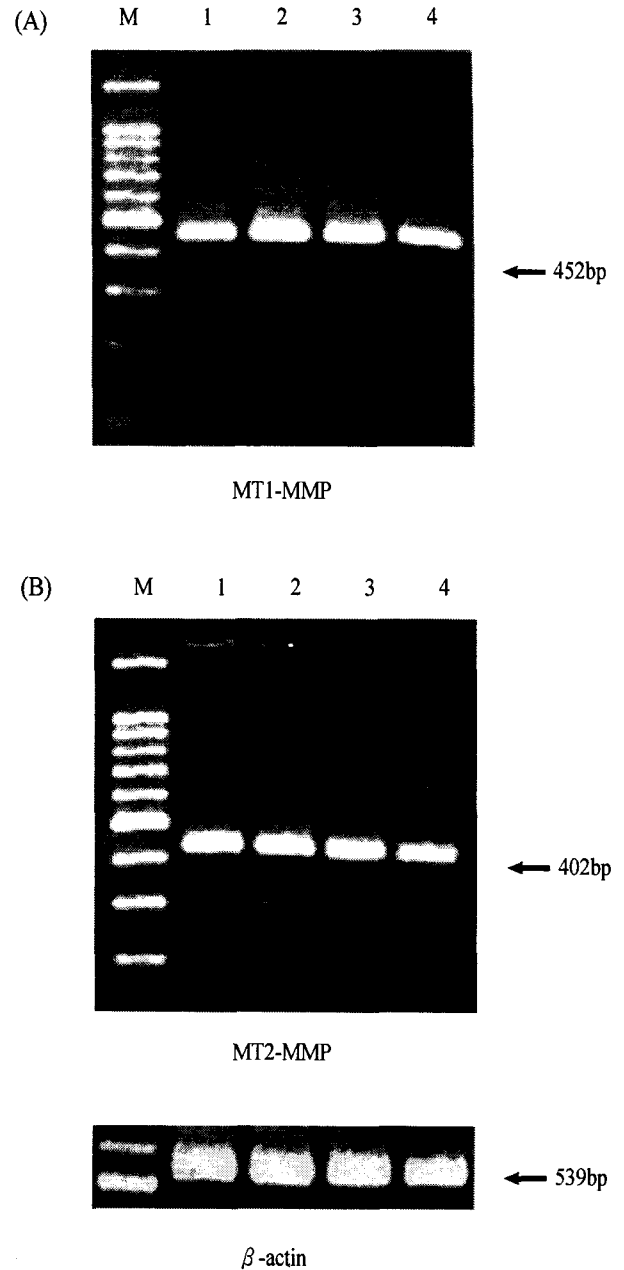 (A) M 1 2 3 4
452bp
MT1-MMP
(B) M 1 2 3 4
402bp
MT2-MMP
539bp
β-actin